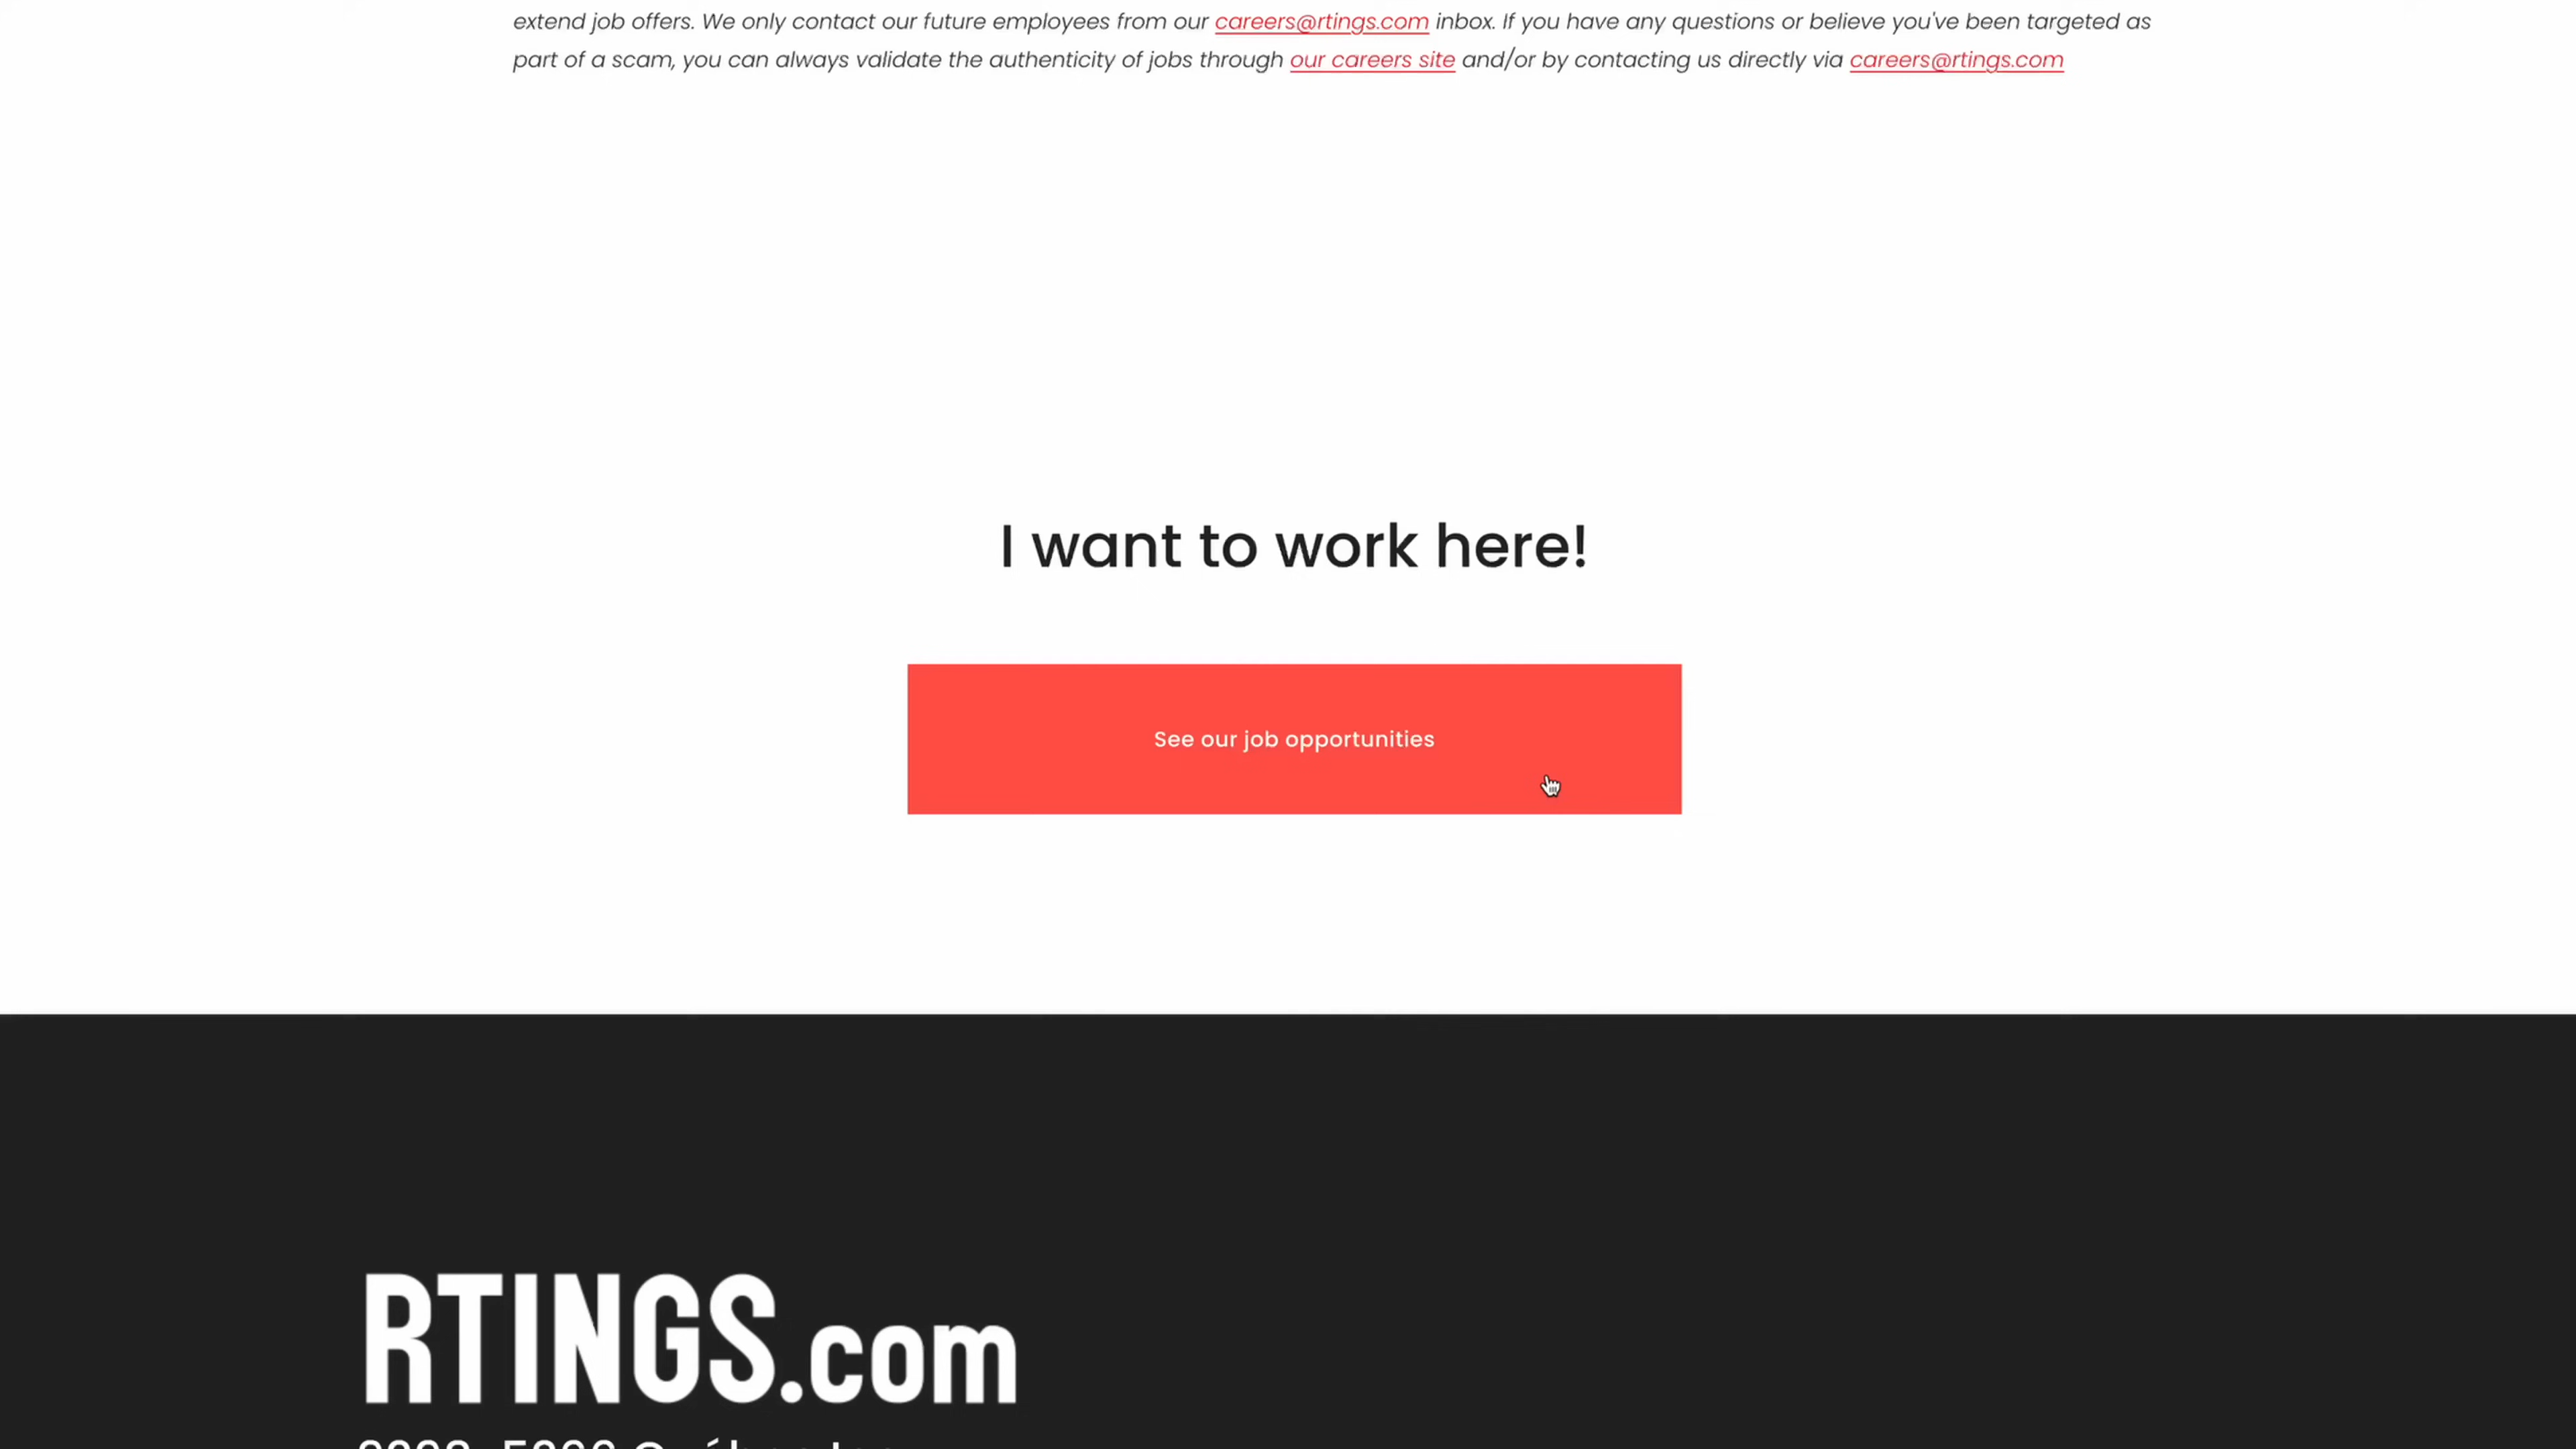 extend job offers. We only contact our future employees from our careers@rtings.com inbox. If you have any questions or believe you've been targeted as
part of a scam, you can always validate the authenticity of jobs through our careers site and/or by contacting us directly via careers@rtings.com
I want to work here!
See our job opportunities
RTINGS.com